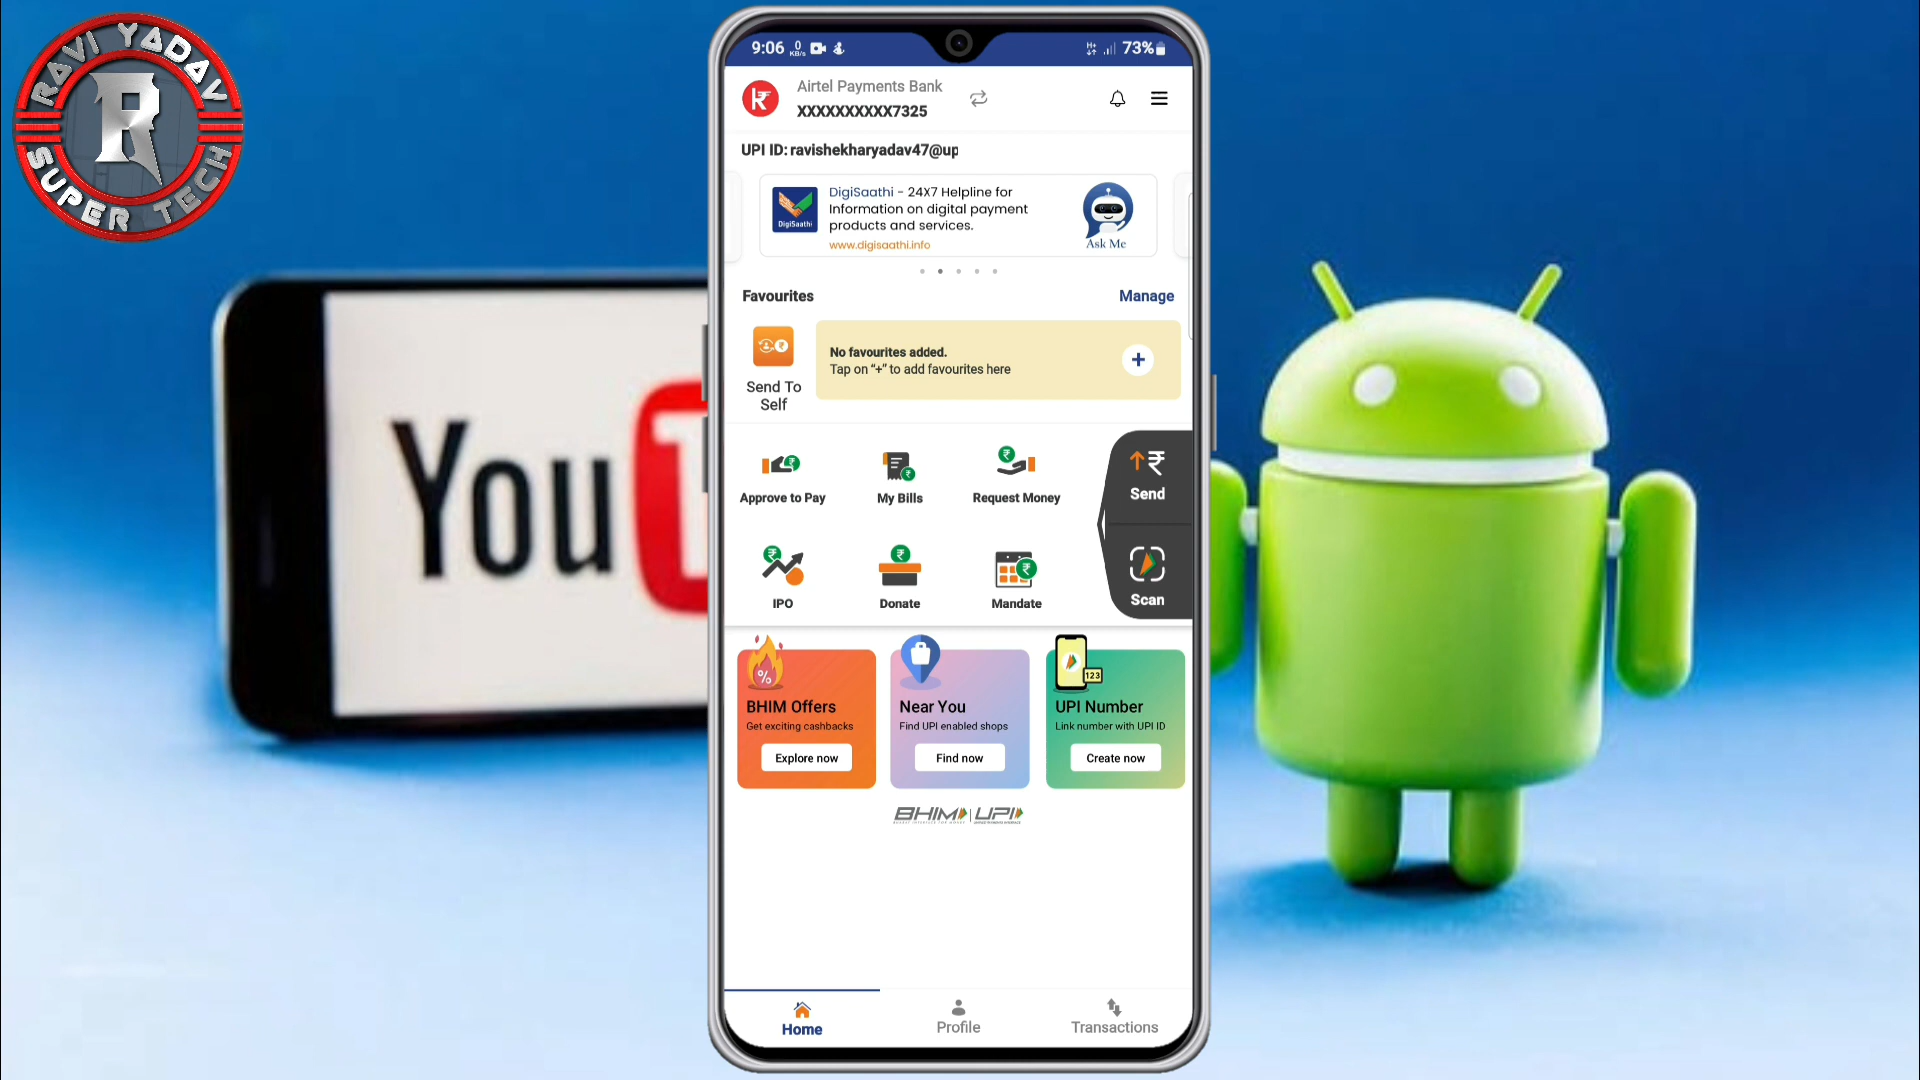 RAVI YADAV
R
SUPER TECH
You
9:06
0
KB/s
H+
73%
Airtel Payments Bank
XXXXXXXXXX7325
UPI ID: ravishekharyadav47@up
DigiSaathi
DigiSaathi - 24X7 Helpline for
Information on digital payment
products and services.
www.digisaathi.info
Ask Me
Favourites
Manage
Send To
Self
No favourites added.
Tap on “+” to add favourites here
+
Approve to Pay
My Bills
Request Money
Send
IPO
Donate
Mandate
Scan
%
123
BHIM Offers
Near You
UPI Number
Get exciting cashbacks
Find UPI enabled shops
Link number with UPI ID
Explore now
Find now
Create now
BHIM | UPI
Home
Profile
Transactions